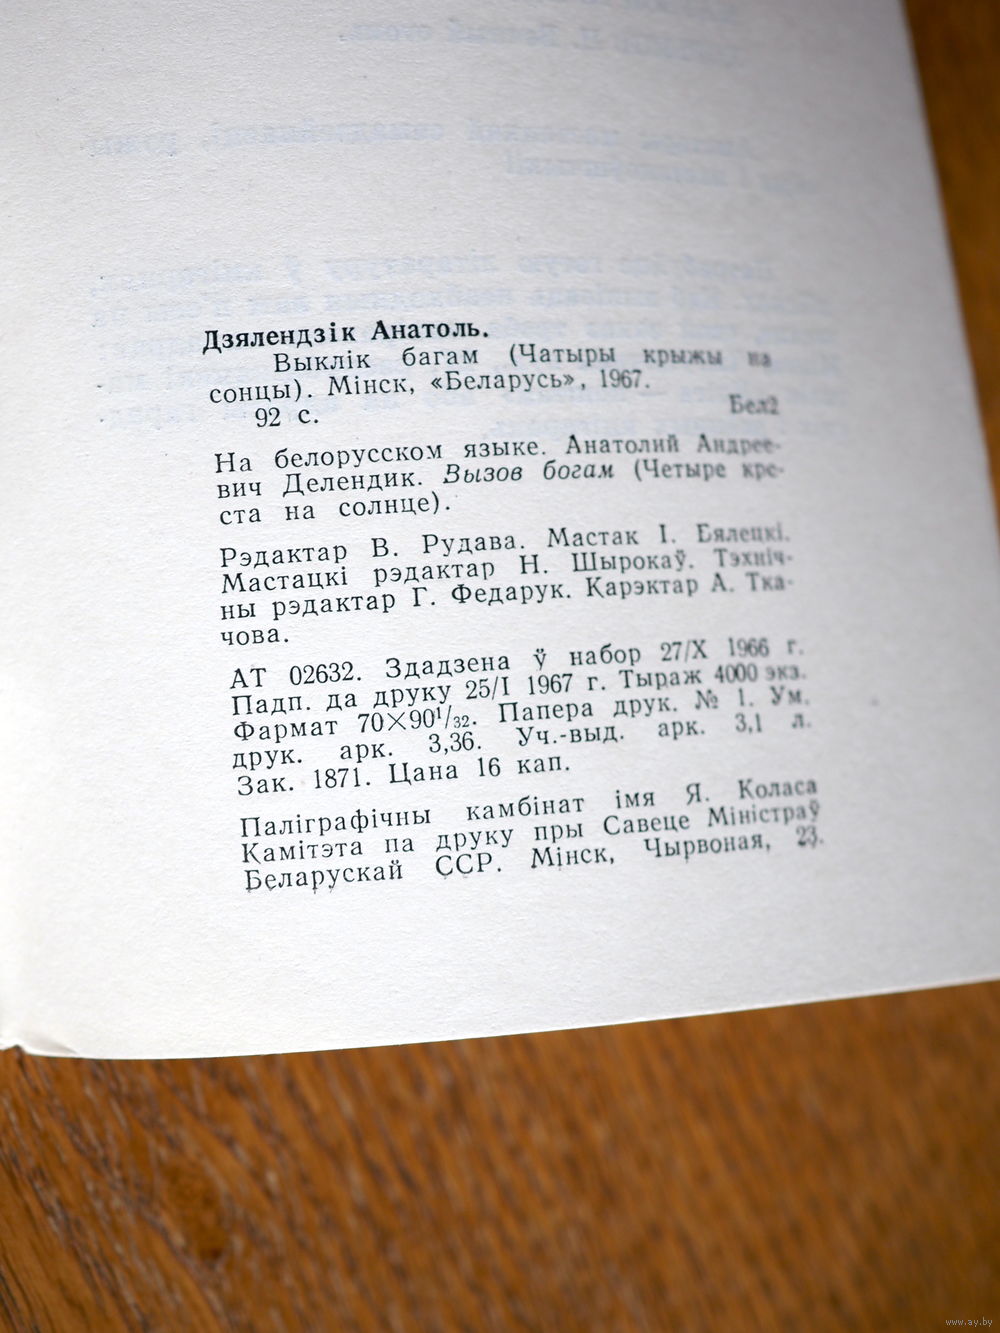 Дзялендзік Анатоль.
Выклік багам (Чатыры крыжы на
сонцы). Мінск, «Беларусь», 1967.
92 с. Бел2
На белорусском языке. Анатолий Андрее-
вич Делендик. Вызов богам (Четыре кре-
ста на солнце).
Рэдактар В. Рудава. Мастак І. Бялецкі.
Мастацкі рэдактар Н. Шырокаў. Тэхніч-
ны рэдактар Г. Федарук. Карэктар А. Тка-
чова.
АТ 02632. Здадзена ў набор 27/X 1966 г.
Падп. да друку 25/I 1967 г. Тыраж 4000 экз.
Фармат 70×90¹/₃₂. Папера друк. № 1. Ум.
друк. арк. 3,36. Уч.-выд. арк. 3,1 л.
Зак. 1871. Цана 16 кап.
Паліграфічны камбінат імя Я. Коласа
Камітэта па друку пры Савеце Міністраў
Беларускай ССР. Мінск, Чырвоная, 23.
www.ay.by